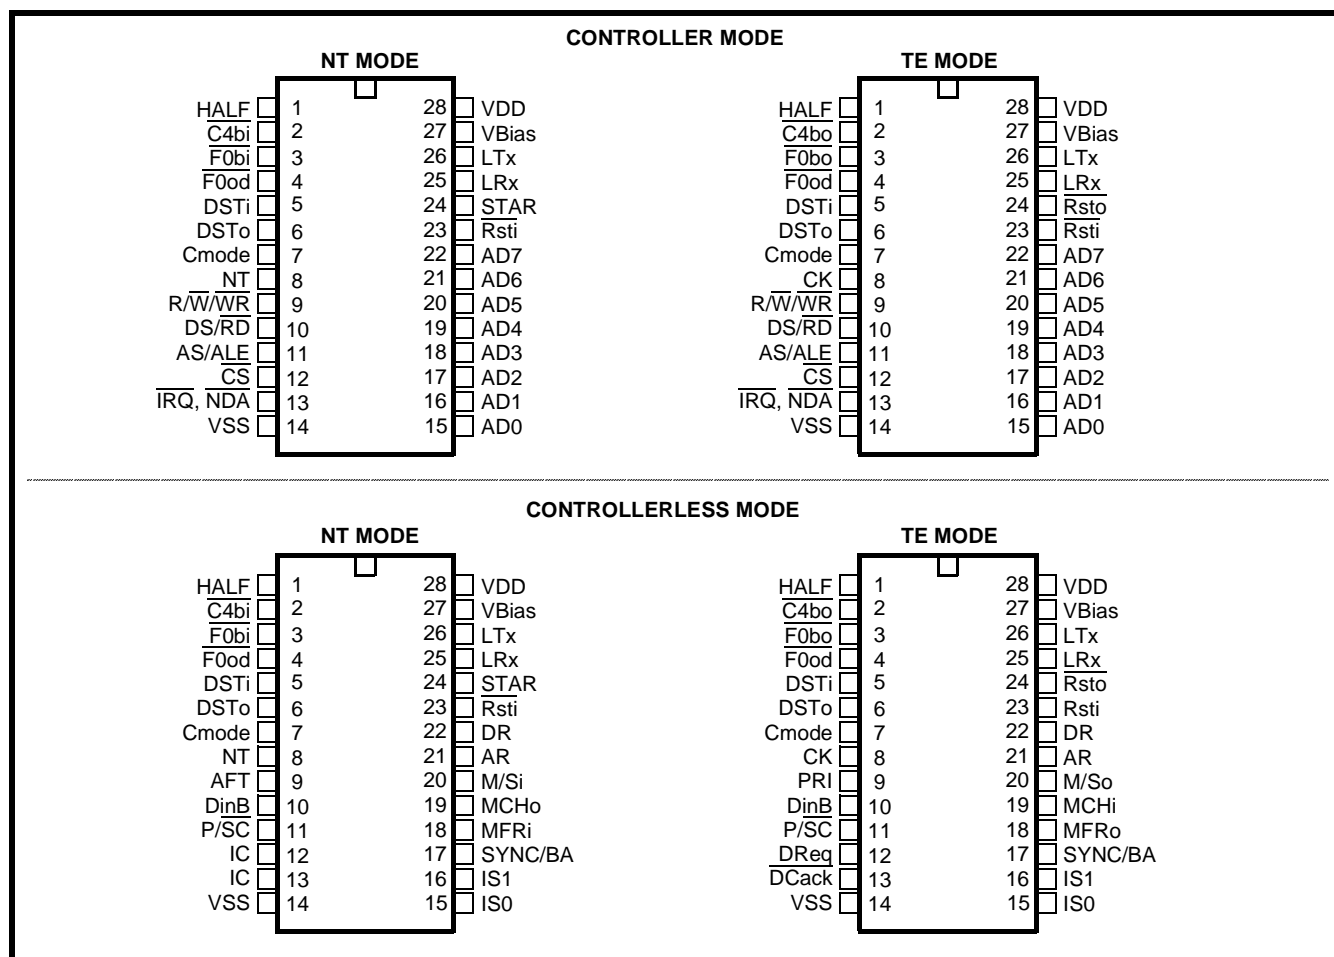 CONTROLLER MODE
NT MODE
HALF 1 28 VDD
C4bi 2 27 VBias
F0bi 3 26 LTx
F0od 4 25 LRx
DSTi 5 24 STAR
DSTo 6 23 Rsti
Cmode 7 22 AD7
NT 8 21 AD6
R/W/WR 9 20 AD5
DS/RD 10 19 AD4
AS/ALE 11 18 AD3
CS 12 17 AD2
IRQ, NDA 13 16 AD1
VSS 14 15 AD0
TE MODE
HALF 1 28 VDD
C4bo 2 27 VBias
F0bo 3 26 LTx
F0od 4 25 LRx
DSTi 5 24 Rsto
DSTo 6 23 Rsti
Cmode 7 22 AD7
CK 8 21 AD6
R/W/WR 9 20 AD5
DS/RD 10 19 AD4
AS/ALE 11 18 AD3
CS 12 17 AD2
IRQ, NDA 13 16 AD1
VSS 14 15 AD0
CONTROLLERLESS MODE
NT MODE
HALF 1 28 VDD
C4bi 2 27 VBias
F0bi 3 26 LTx
F0od 4 25 LRx
DSTi 5 24 STAR
DSTo 6 23 Rsti
Cmode 7 22 DR
NT 8 21 AR
AFT 9 20 M/Si
DinB 10 19 MCHo
P/SC 11 18 MFRi
IC 12 17 SYNC/BA
IC 13 16 IS1
VSS 14 15 IS0
TE MODE
HALF 1 28 VDD
C4bo 2 27 VBias
F0bo 3 26 LTx
F0od 4 25 LRx
DSTi 5 24 Rsto
DSTo 6 23 Rsti
Cmode 7 22 DR
CK 8 21 AR
PRI 9 20 M/So
DinB 10 19 MCHi
P/SC 11 18 MFRo
DReq 12 17 SYNC/BA
DCack 13 16 IS1
VSS 14 15 IS0